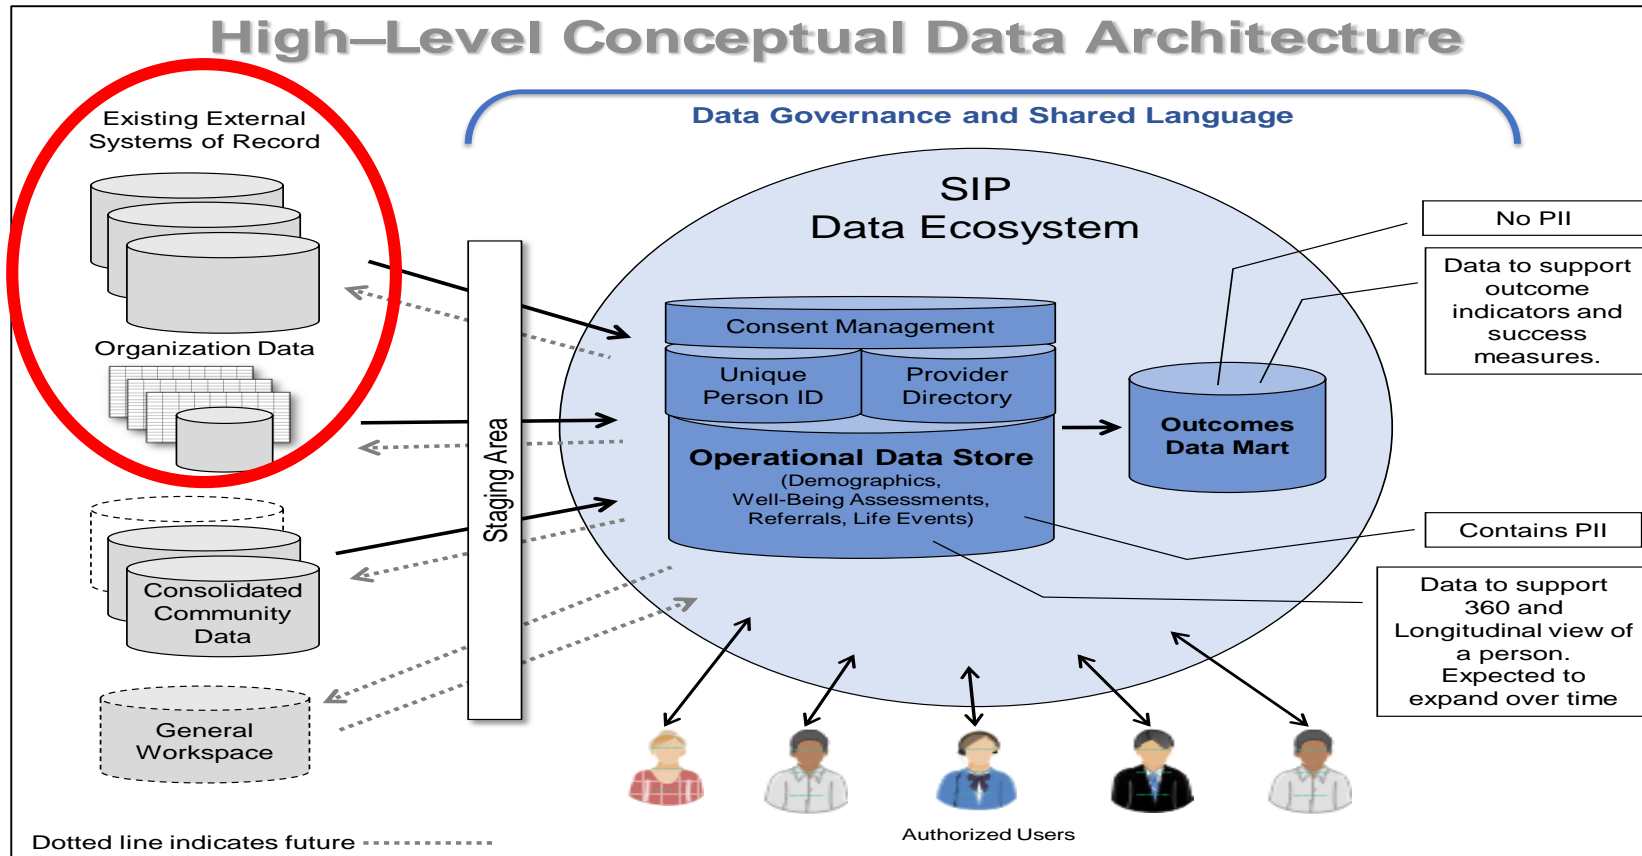 High–Level Conceptual Data Architecture
Existing External
Systems of Record
Organization Data
Consolidated
Community
Data
General
Workspace
Dotted line indicates future
Staging Area
Data Governance and Shared Language
SIP
Data Ecosystem
Consent Management
Unique
Person ID
Provider
Directory
Operational Data Store
(Demographics,
Well-Being Assessments,
Referrals, Life Events)
Outcomes
Data Mart
No PII
Data to support
outcome
indicators and
success
measures.
Contains PII
Data to support
360 and
Longitudinal view of
a person.
Expected to
expand over time
Authorized Users